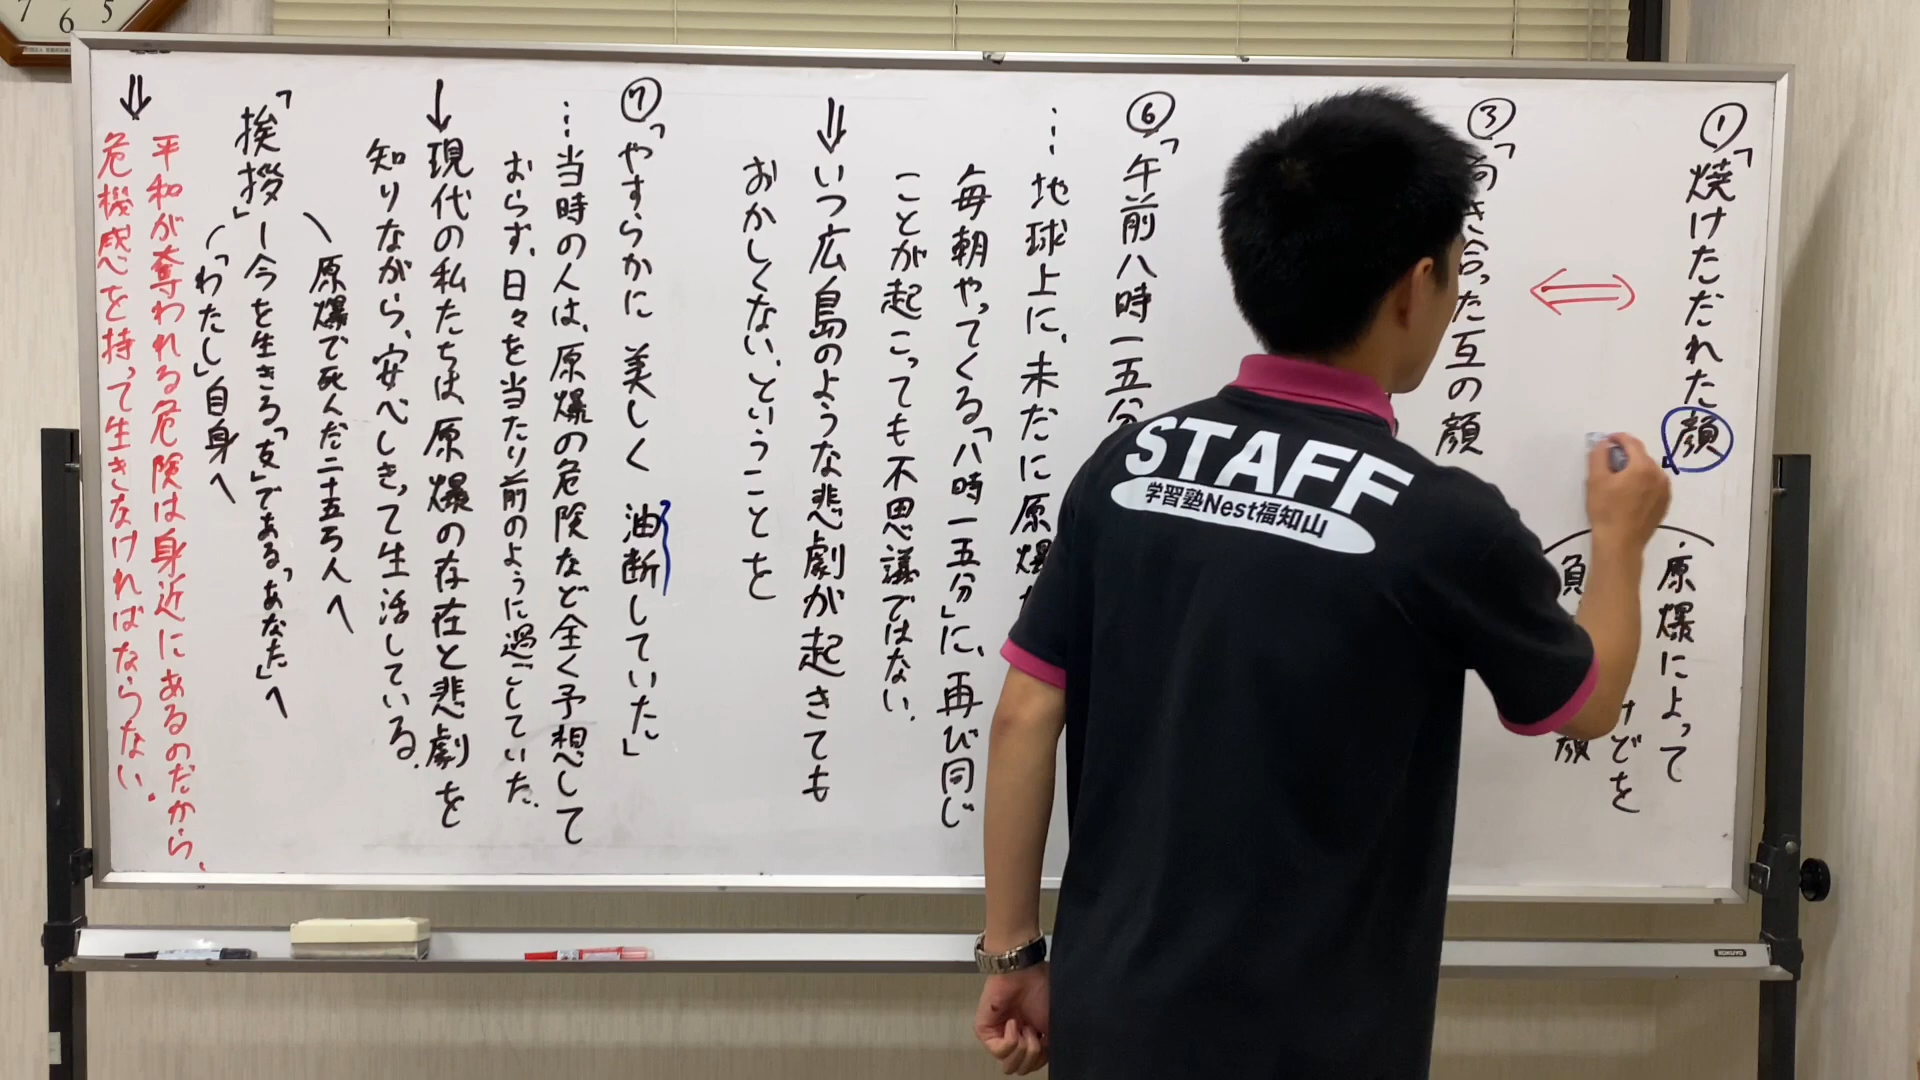 ①「焼けただれた顔」
原爆によって
けどを
負
顔
③「向き合った互の顔
⑥「午前八時一五分
…地球上に、未だに原爆が
毎朝やってくる「八時一五分」に、再び同じ
ことが起こっても不思議ではない.
⇓いつ広島のような悲劇が起きても
おかしくない、ということを
⑦「やすらかに 美しく 油断していた」
…当時の人は、原爆の危険など全く予想して
おらず、日々を当たり前のように過ごしていた.
↓現代の私たちは、原爆の存在と悲劇を
知りながら、安心しきって生活している.
原爆で死んだ二十五万人へ
「挨拶」―今を生きる「友」である「あなた」へ
「わたし」自身へ
⇓平和が奪われる危険は身近にあるのだから、
危機感を持って生きなければならない.
STAFF
学習塾Nest福知山
7 6 5
KOKUYO